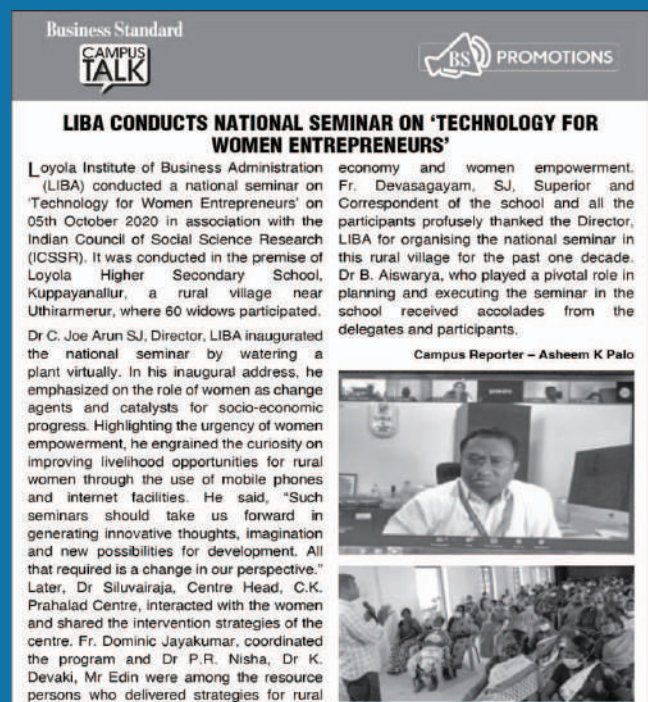 Business Standard
CAMPUS
TALK
BS PROMOTIONS
LIBA CONDUCTS NATIONAL SEMINAR ON ‘TECHNOLOGY FOR
WOMEN ENTREPRENEURS’
Loyola Institute of Business Administration
(LIBA) conducted a national seminar on
‘Technology for Women Entrepreneurs’ on
05th October 2020 in association with the
Indian Council of Social Science Research
(ICSSR). It was conducted in the premise of
Loyola Higher Secondary School,
Kuppayanallur, a rural village near
Uthirarmerur, where 60 widows participated.
Dr C. Joe Arun SJ, Director, LIBA inaugurated
the national seminar by watering a
plant virtually. In his inaugural address, he
emphasized on the role of women as change
agents and catalysts for socio-economic
progress. Highlighting the urgency of women
empowerment, he engrained the curiosity on
improving livelihood opportunities for rural
women through the use of mobile phones
and internet facilities. He said, “Such
seminars should take us forward in
generating innovative thoughts, imagination
and new possibilities for development. All
that required is a change in our perspective.”
Later, Dr Siluvairaja, Centre Head, C.K.
Prahalad Centre, interacted with the women
and shared the intervention strategies of the
centre. Fr. Dominic Jayakumar, coordinated
the program and Dr P.R. Nisha, Dr K.
Devaki, Mr Edin were among the resource
persons who delivered strategies for rural
economy and women empowerment.
Fr. Devasagayam, SJ, Superior and
Correspondent of the school and all the
participants profusely thanked the Director,
LIBA for organising the national seminar in
this rural village for the past one decade.
Dr B. Aiswarya, who played a pivotal role in
planning and executing the seminar in the
school received accolades from the
delegates and participants.
Campus Reporter – Asheem K Palo